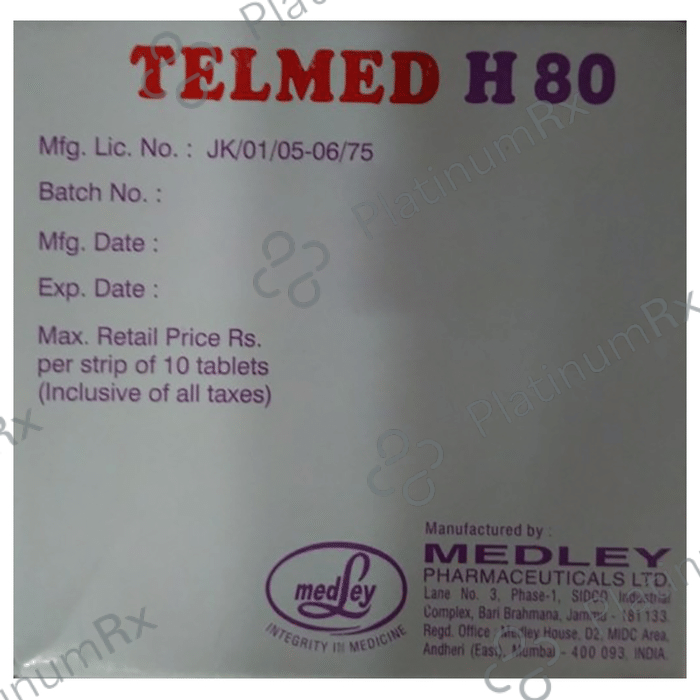 TELMED H 80
Mfg. Lic. No. : JK/01/05-06/75
Batch No. :
Mfg. Date :
Exp. Date :
Max. Retail Price Rs.
per strip of 10 tablets
(Inclusive of all taxes)
medley
INTEGRITY IN MEDICINE
Manufactured by :
MEDLEY
PHARMACEUTICALS LTD.
Lane No. 3, Phase-1, SIDCO Industrial
Complex, Bari Brahmana, Jammu - 181 133.
Regd. Office : Medley House, D2, MIDC Area,
Andheri (East), Mumbai - 400 093, INDIA.
PlatinumRx
PlatinumRx
PlatinumRx
PlatinumRx